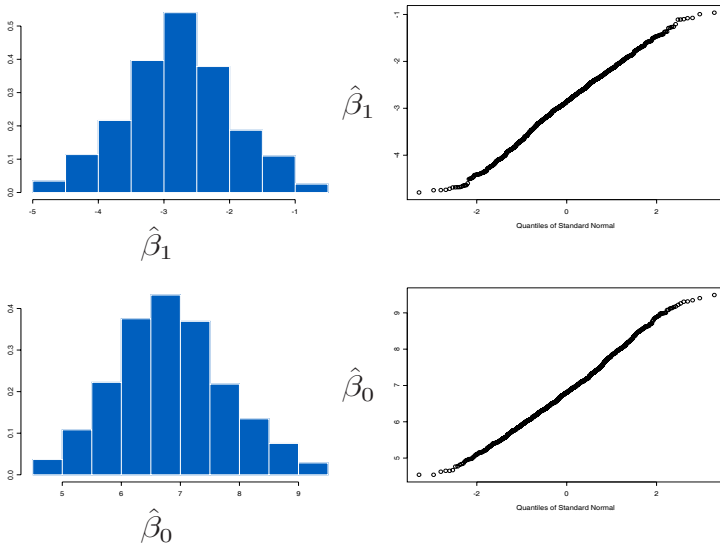 0.5
0.4
0.3
0.2
0.1
0.0
-5 -4 -3 -2 -1
β̂₁
-1
-2
-3
-4
β̂₁
-2 0 2
Quantiles of Standard Normal
0.4
0.3
0.2
0.1
0.0
5 6 7 8 9
β̂₀
9
8
7
6
5
β̂₀
-2 0 2
Quantiles of Standard Normal